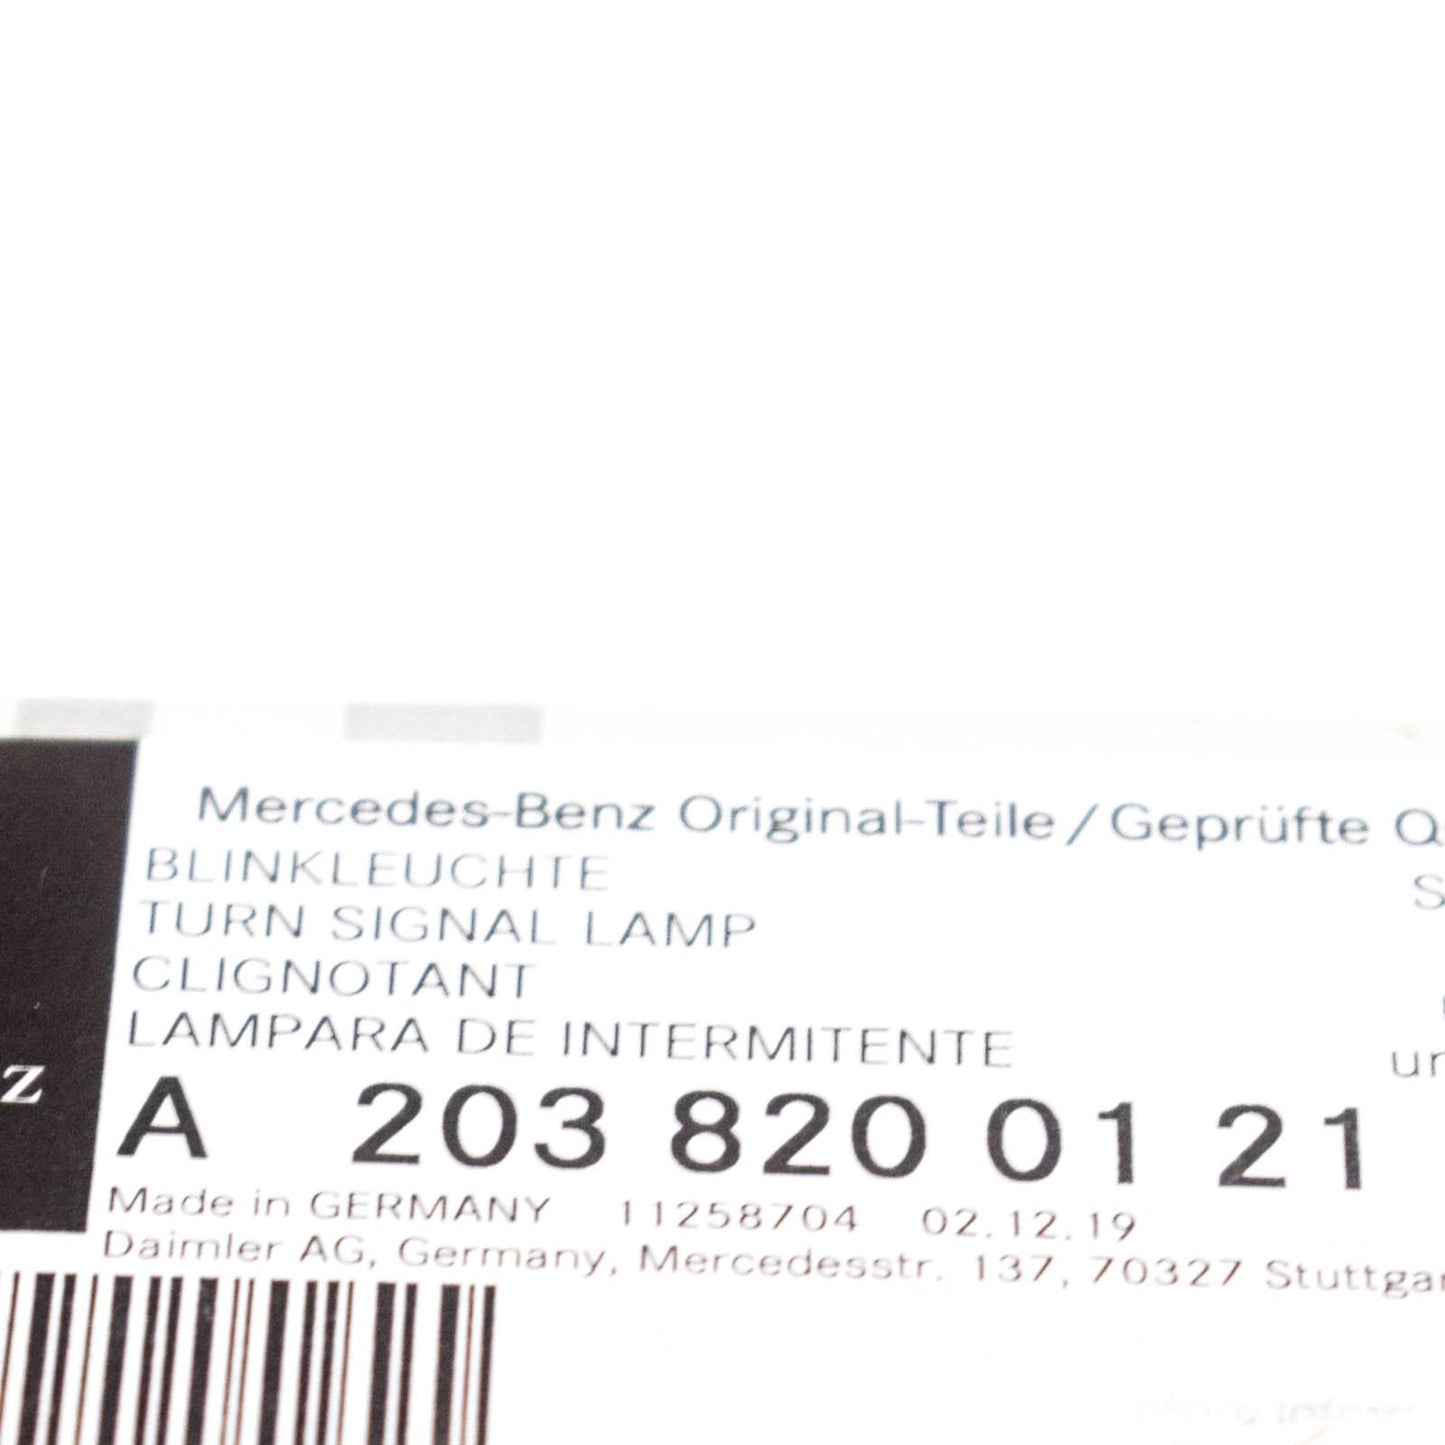 Mercedes-Benz Original-Teile / Geprüfte
BLINKLEUCHTE
TURN SIGNAL LAMP
CLIGNOTANT
LAMPARA DE INTERMITENTE
z
A 203 820 01 21
Made in GERMANY 11258704 02.12.19
Daimler AG, Germany, Mercedesstr. 137, 70327